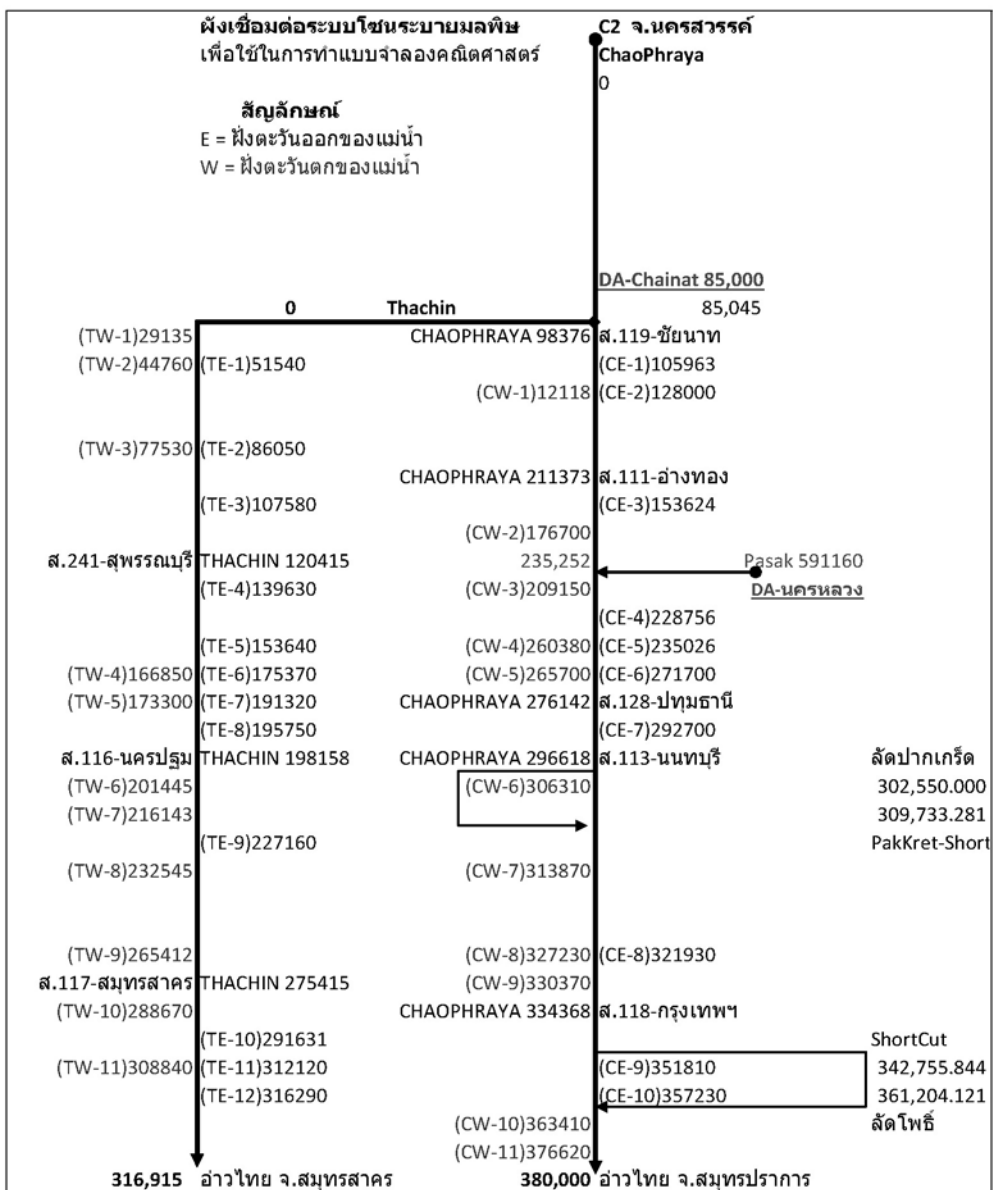 ผังเชื่อมต่อระบบโซนระบายมลพิษ
เพื่อใช้ในการทำแบบจำลองคณิตศาสตร์
C2 จ.นครสวรรค์
ChaoPhraya
0
สัญลักษณ์
E = ฝั่งตะวันออกของแม่น้ำ
W = ฝั่งตะวันตกของแม่น้ำ
DA-Chainat 85,000
0 Thachin 85,045
(TW-1)29135 CHAOPHRAYA 98376 ส.119-ชัยนาท
(TW-2)44760 (TE-1)51540 (CE-1)105963
(CW-1)12118 (CE-2)128000
(TW-3)77530 (TE-2)86050
CHAOPHRAYA 211373 ส.111-อ่างทอง
(TE-3)107580 (CE-3)153624
(CW-2)176700
ส.241-สุพรรณบุรี THACHIN 120415 235,252 Pasak 591160
(TE-4)139630 (CW-3)209150 DA-นครหลวง
(CE-4)228756
(TE-5)153640 (CW-4)260380 (CE-5)235026
(TW-4)166850 (TE-6)175370 (CW-5)265700 (CE-6)271700
(TW-5)173300 (TE-7)191320 CHAOPHRAYA 276142 ส.128-ปทุมธานี
(TE-8)195750 (CE-7)292700
ส.116-นครปฐม THACHIN 198158 CHAOPHRAYA 296618 ส.113-นนทบุรี ลัดปากเกร็ด
(TW-6)201445 (CW-6)306310 302,550.000
(TW-7)216143 309,733.281
(TE-9)227160 PakKret-Short
(TW-8)232545 (CW-7)313870
(TW-9)265412 (CW-8)327230 (CE-8)321930
ส.117-สมุทรสาคร THACHIN 275415 (CW-9)330370
(TW-10)288670 CHAOPHRAYA 334368 ส.118-กรุงเทพฯ
(TE-10)291631 ShortCut
(TW-11)308840 (TE-11)312120 (CE-9)351810 342,755.844
(TE-12)316290 (CE-10)357230 361,204.121
(CW-10)363410 ลัดโพธิ์
(CW-11)376620
316,915 อ่าวไทย จ.สมุทรสาคร 380,000 อ่าวไทย จ.สมุทรปราการ